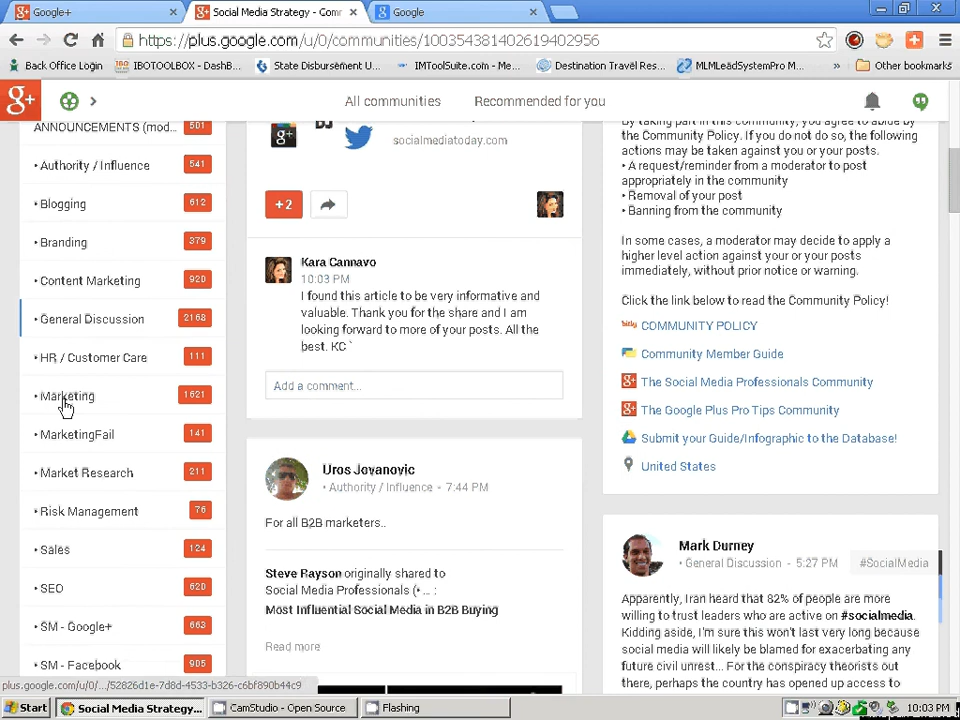 Google+
Social Media Strategy - Comm
Google
https://plus.google.com/u/0/communities/100354381402619402956
Back Office Login
IBOTOOLBOX - DashB...
State Disbursement U...
IMToolSuite.com - Me...
Destination Travel Res...
MLMLeadSystemPro M...
»
Other bookmarks
g+
All communities
Recommended for you
ANNOUNCEMENTS (mod... 501
• Authority / Influence 541
• Blogging 612
• Branding 379
• Content Marketing 920
• General Discussion 2168
• HR / Customer Care 111
• Marketing 1621
• MarketingFail 141
• Market Research 211
• Risk Management 76
• Sales 124
• SEO 620
• SM - Google+ 663
• SM - Facebook 905
plus.google.com/u/0/.../52826d1e-7d8d-4533-b326-c6bf890b44c9
socialmediatoday.com
+2
Kara Cannavo
10:03 PM
I found this article to be very informative and
valuable. Thank you for the share and I am
looking forward to more of your posts. All the
best. KC `
Add a comment...
Uros Jovanovic
• Authority / Influence - 7:44 PM
For all B2B marketers..
Steve Rayson originally shared to
Social Media Professionals (• ... :
Most Influential Social Media in B2B Buying
Read more
By taking part in this community, you agree to abide by
the Community Policy. If you do not do so, the following
actions may be taken against you or your posts.
• A request/reminder from a moderator to post
appropriately in the community
• Removal of your post
• Banning from the community
In some cases, a moderator may decide to apply a
higher level action against your or your posts
immediately, without prior notice or warning.
Click the link below to read the Community Policy!
bitly COMMUNITY POLICY
Community Member Guide
The Social Media Professionals Community
The Google Plus Pro Tips Community
Submit your Guide/Infographic to the Database!
United States
Mark Durney
• General Discussion - 5:27 PM
#SocialMedia
Apparently, Iran heard that 82% of people are more
willing to trust leaders who are active on #socialmedia.
Kidding aside, I'm sure this won't last very long because
social media will likely be blamed for exacerbating any
future civil unrest... For the conspiracy theorists out
there, perhaps the country has opened up access to
Start
Social Media Strategy...
CamStudio - Open Source
Flashing
10:03 PM